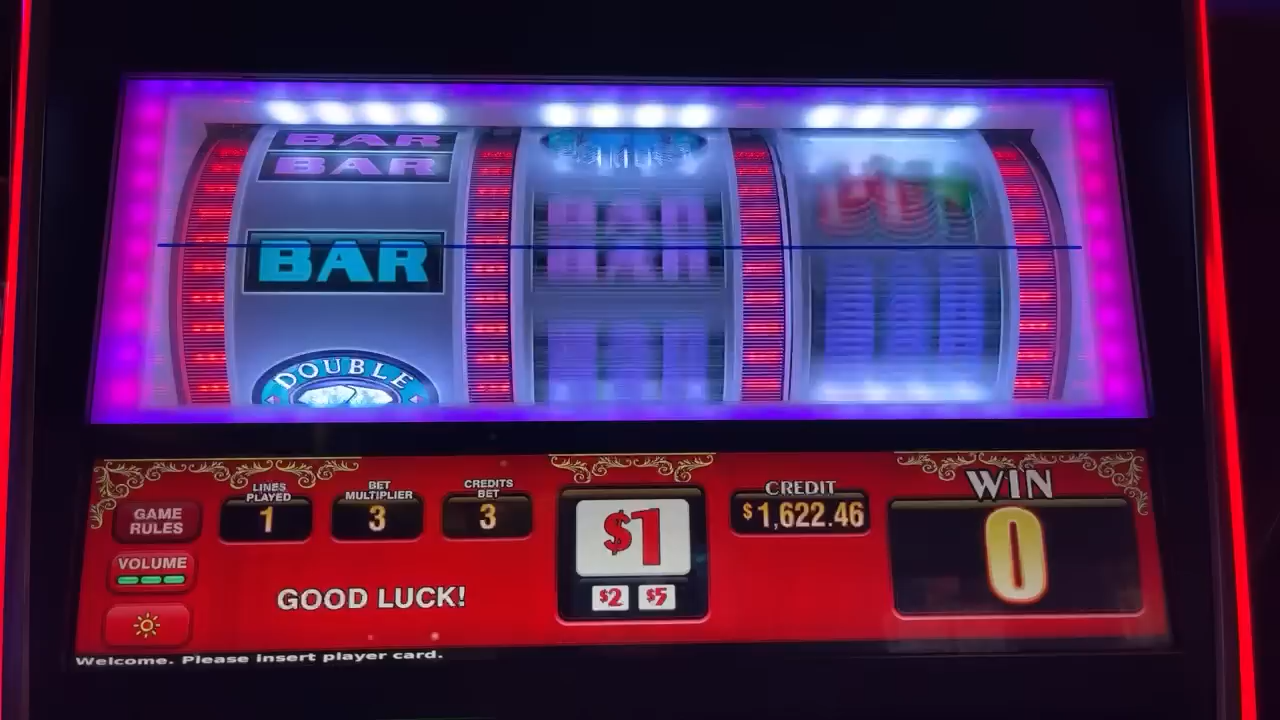 BAR
BAR
BAR
BAR
DOUBLE
LINES PLAYED
1
BET MULTIPLIER
3
CREDITS BET
3
$1
$2 $5
CREDIT
$1,622.46
WIN
0
GAME RULES
VOLUME
GOOD LUCK!
Welcome. Please insert player card.